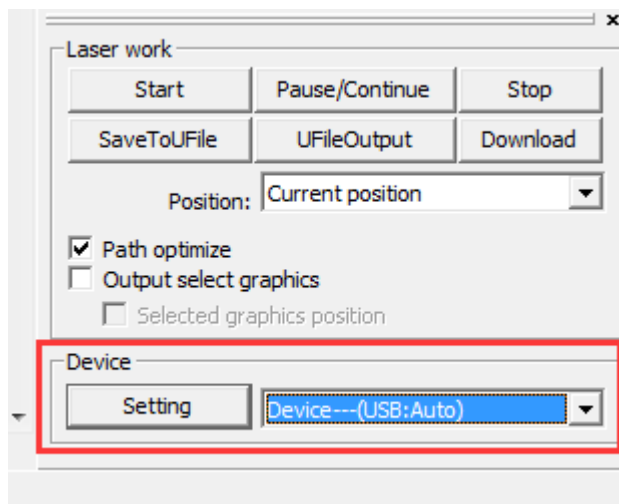 x
Laser work
Start Pause/Continue Stop
SaveToUFile UFileOutput Download
Position: Current position
Path optimize
Output select graphics
Selected graphics position
Device
Setting Device---(USB:Auto)